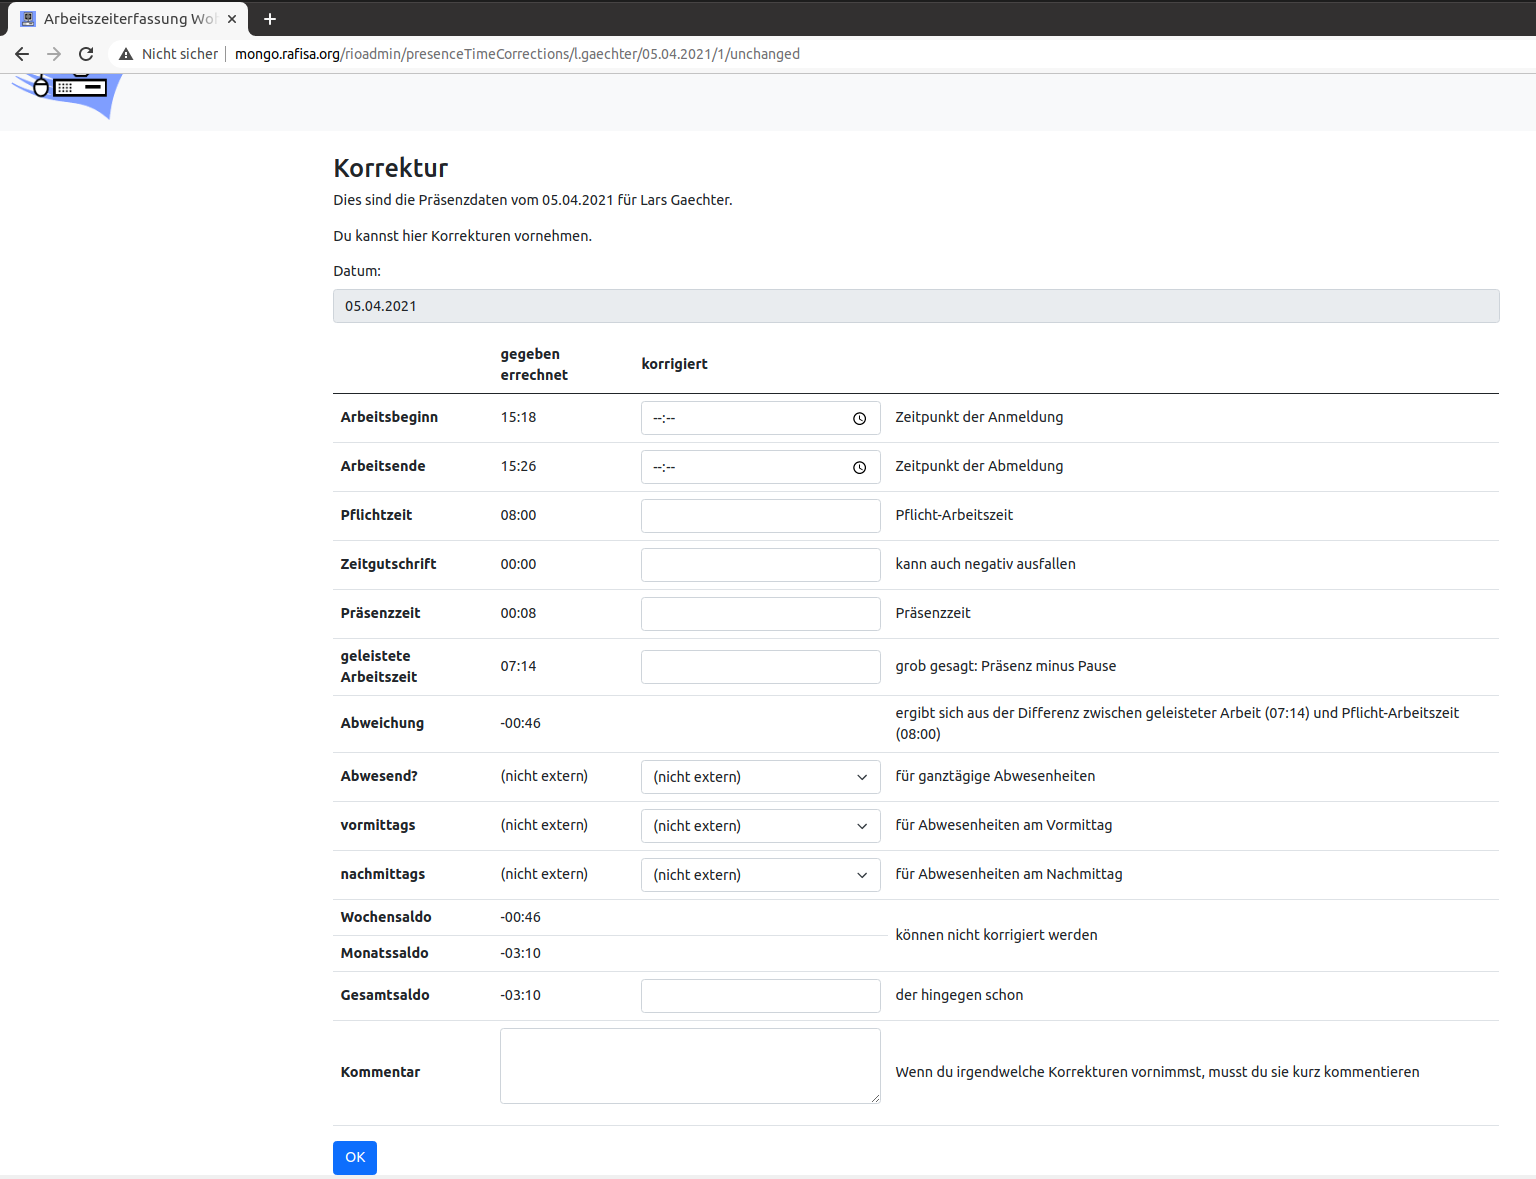 Arbeitszeiterfassung Wo
Nicht sicher mongo.rafisa.org/rioadmin/presenceTimeCorrections/l.gaechter/05.04.2021/1/unchanged
Korrektur
Dies sind die Präsenzdaten vom 05.04.2021 für Lars Gaechter.
Du kannst hier Korrekturen vornehmen.
Datum:
05.04.2021
gegeben
errechnet
korrigiert
Arbeitsbeginn 15:18 --:-- Zeitpunkt der Anmeldung
Arbeitsende 15:26 --:-- Zeitpunkt der Abmeldung
Pflichtzeit 08:00 Pflicht-Arbeitszeit
Zeitgutschrift 00:00 kann auch negativ ausfallen
Präsenzzeit 00:08 Präsenzzeit
geleistete
Arbeitszeit
07:14 grob gesagt: Präsenz minus Pause
Abweichung -00:46
ergibt sich aus der Differenz zwischen geleisteter Arbeit (07:14) und Pflicht-Arbeitszeit
(08:00)
Abwesend? (nicht extern) (nicht extern) für ganztägige Abwesenheiten
vormittags (nicht extern) (nicht extern) für Abwesenheiten am Vormittag
nachmittags (nicht extern) (nicht extern) für Abwesenheiten am Nachmittag
Wochensaldo -00:46
können nicht korrigiert werden
Monatssaldo -03:10
Gesamtsaldo -03:10 der hingegen schon
Kommentar Wenn du irgendwelche Korrekturen vornimmst, musst du sie kurz kommentieren
OK